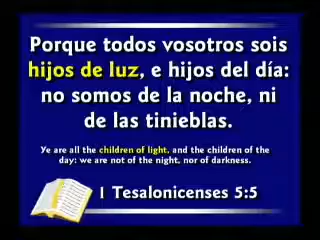 Porque todos vosotros sois
hijos de luz, e hijos del día:
no somos de la noche, ni
de las tinieblas.
Ye are all the children of light, and the children of the
day: we are not of the night, nor of darkness.
1 Tesalonicenses 5:5